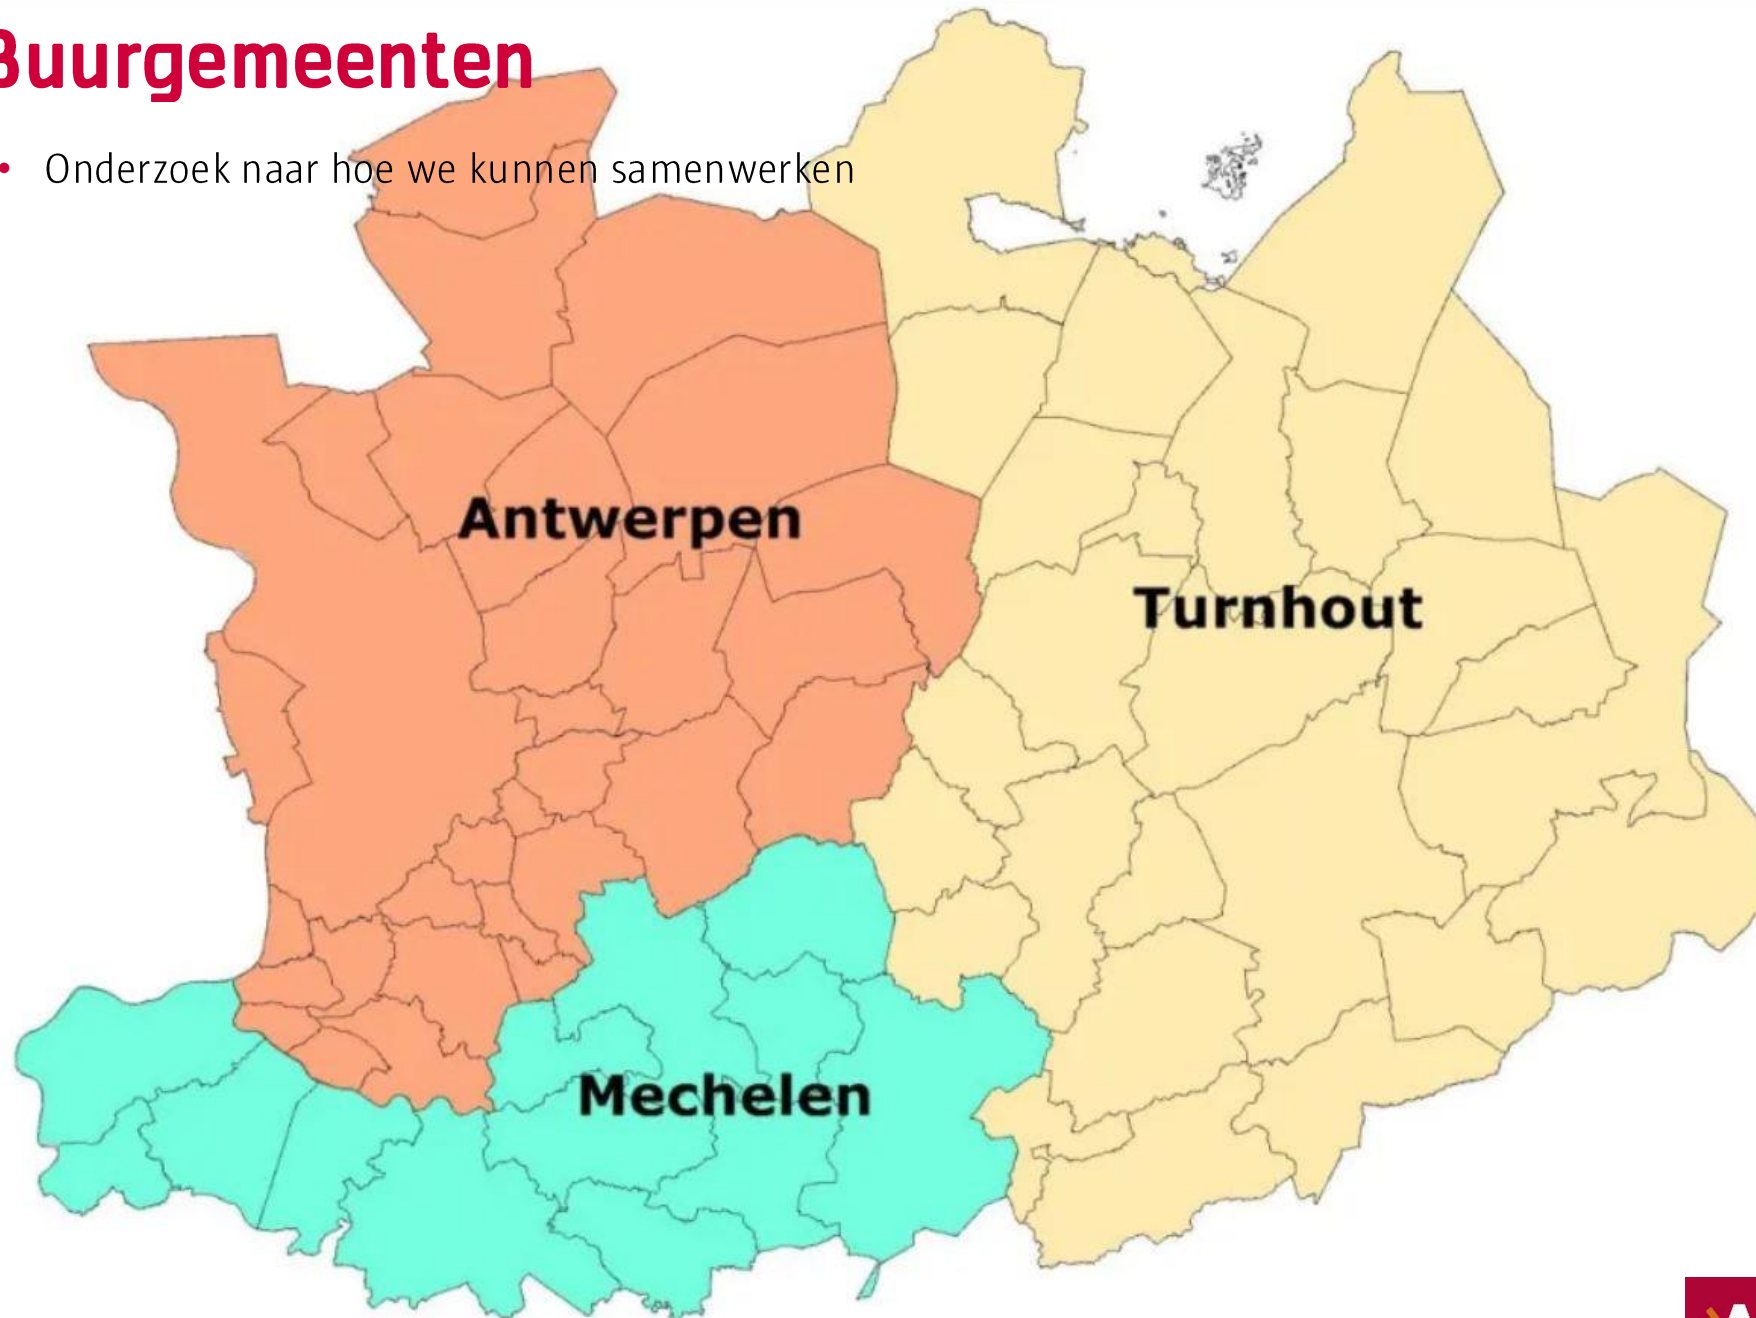 Buurgemeenten
• Onderzoek naar hoe we kunnen samenwerken
Antwerpen
Turnhout
Mechelen